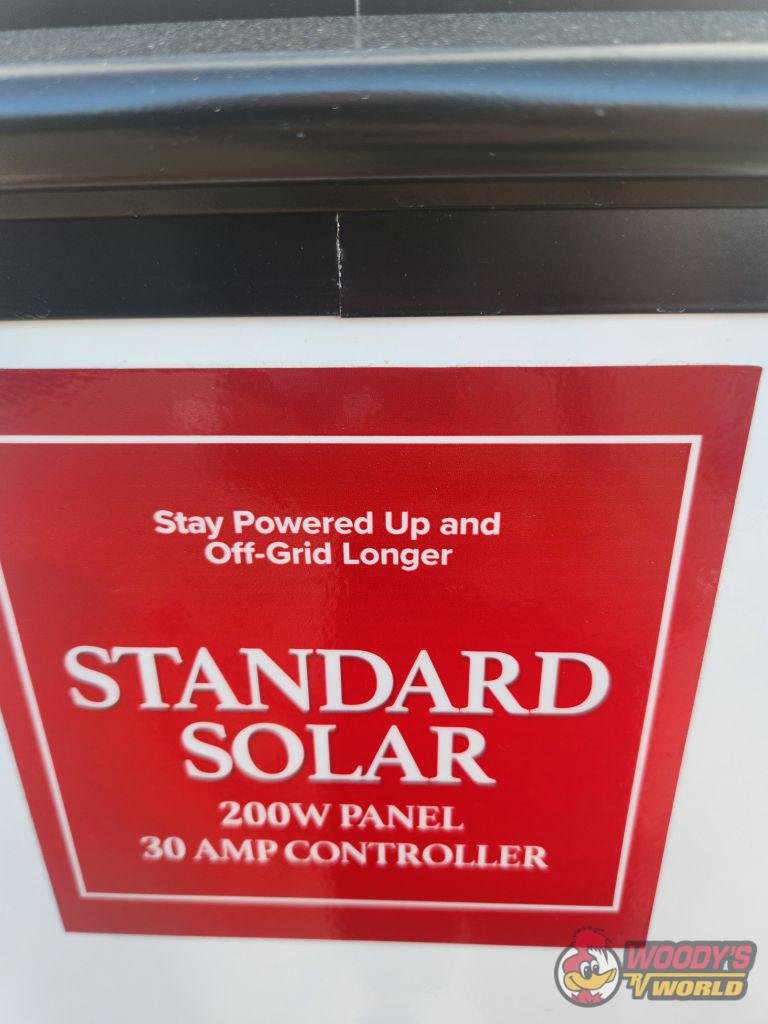 Stay Powered Up and
Off-Grid Longer
STANDARD
SOLAR
200W PANEL
30 AMP CONTROLLER
WOODY'S
RV WORLD